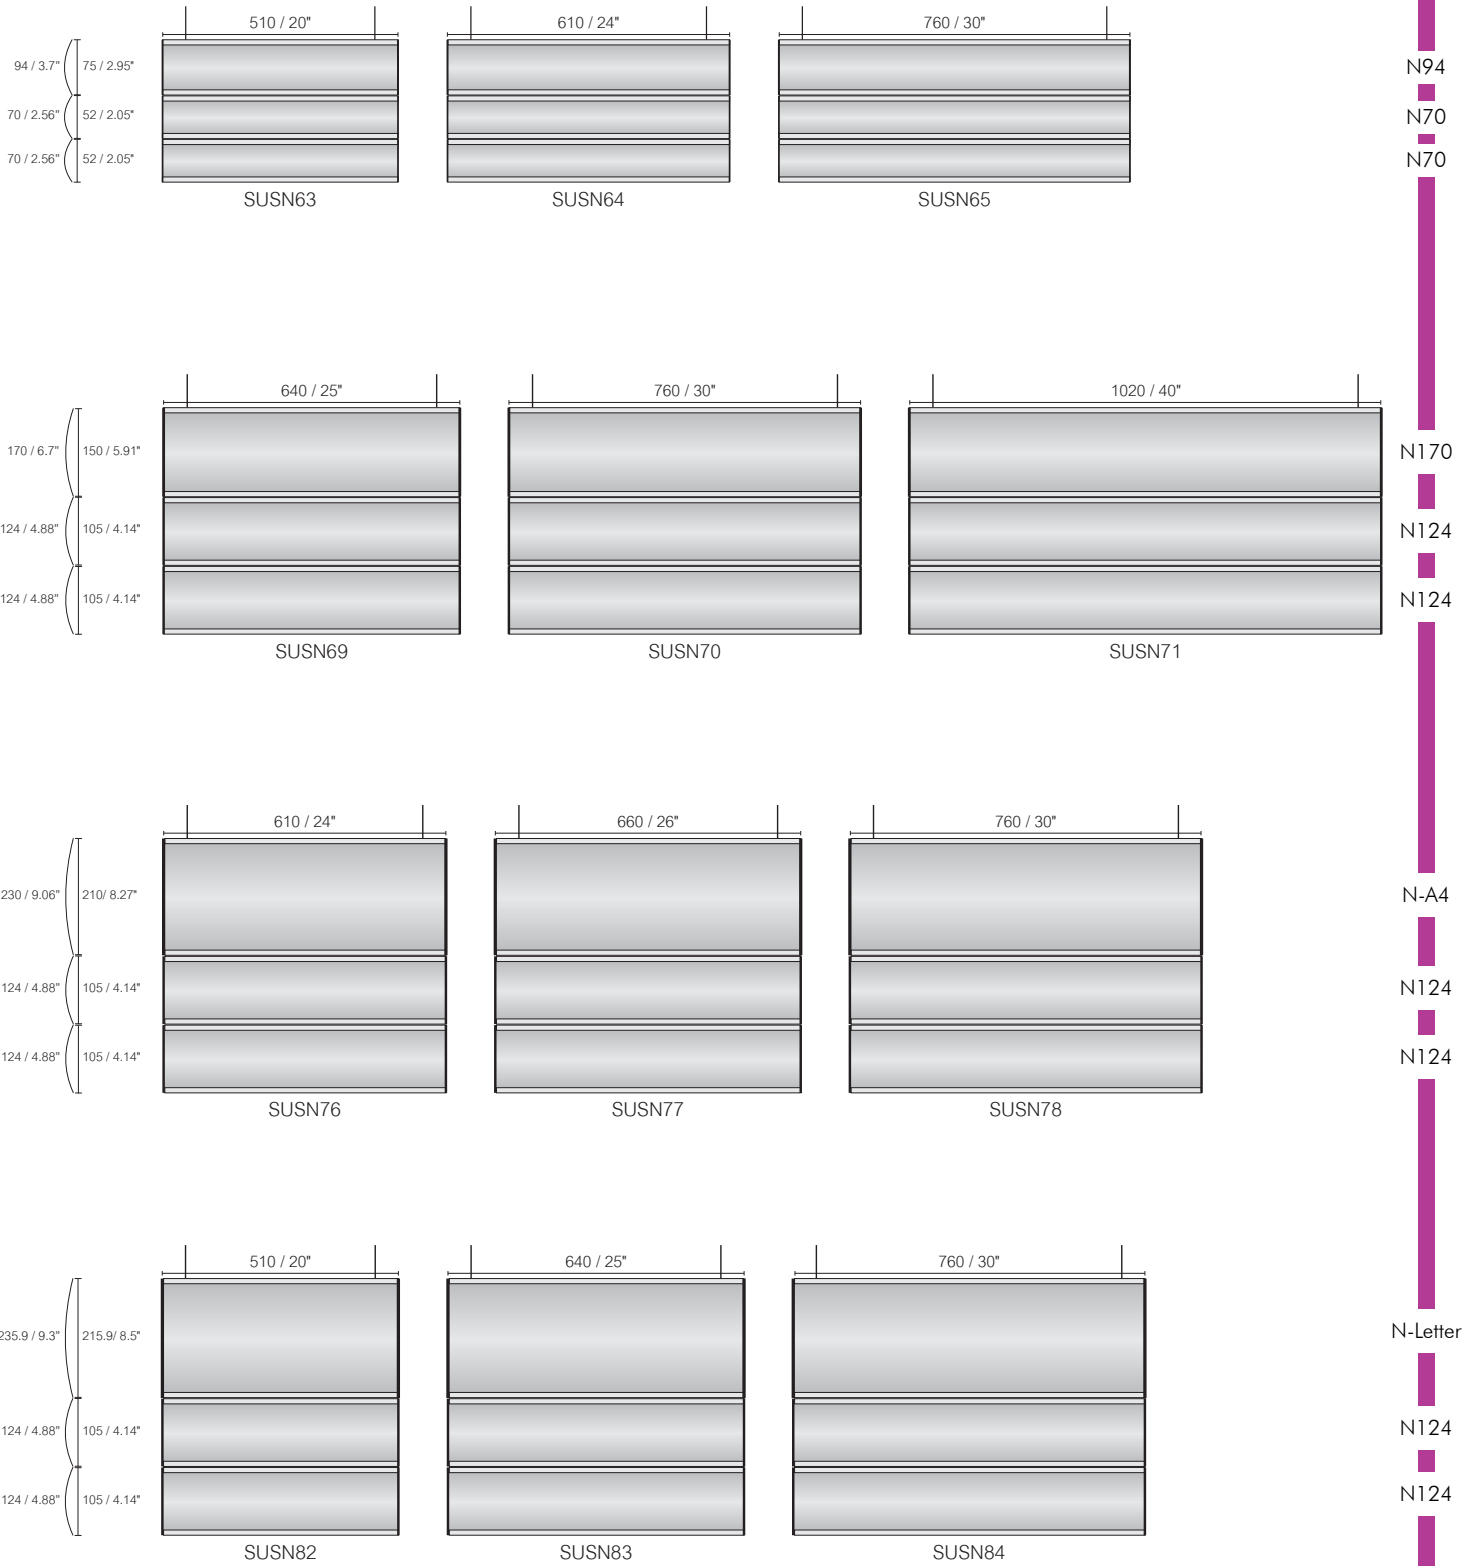 510 / 20" 610 / 24" 760 / 30"
94 / 3.7" 75 / 2.95" N94
70 / 2.56" 52 / 2.05" N70
70 / 2.56" 52 / 2.05" N70
SUSN63 SUSN64 SUSN65
640 / 25" 760 / 30" 1020 / 40"
170 / 6.7" 150 / 5.91" N170
124 / 4.88" 105 / 4.14" N124
124 / 4.88" 105 / 4.14" N124
SUSN69 SUSN70 SUSN71
610 / 24" 660 / 26" 760 / 30"
230 / 9.06" 210/ 8.27" N-A4
124 / 4.88" 105 / 4.14" N124
124 / 4.88" 105 / 4.14" N124
SUSN76 SUSN77 SUSN78
510 / 20" 640 / 25" 760 / 30"
235.9 / 9.3" 215.9/ 8.5" N-Letter
124 / 4.88" 105 / 4.14" N124
124 / 4.88" 105 / 4.14" N124
SUSN82 SUSN83 SUSN84